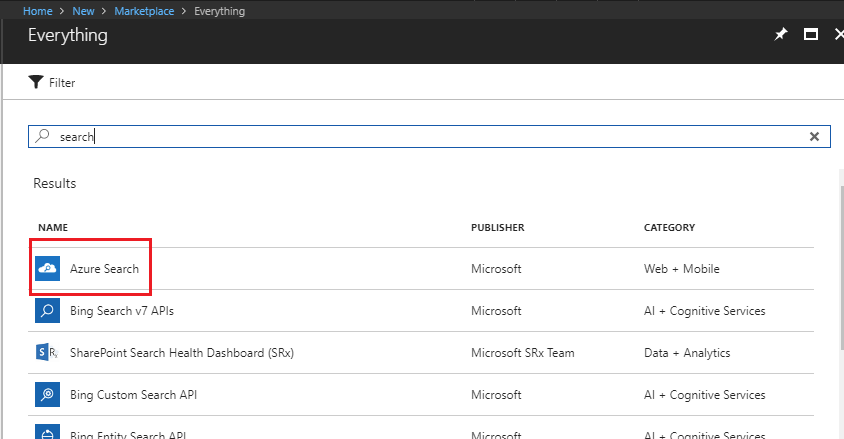 Home > New > Marketplace > Everything
Everything
Filter
search
Results
NAME PUBLISHER CATEGORY
Azure Search Microsoft Web + Mobile
Bing Search v7 APIs Microsoft AI + Cognitive Services
SharePoint Search Health Dashboard (SRx) Microsoft SRx Team Data + Analytics
Bing Custom Search API Microsoft AI + Cognitive Services
Bing Entity Search API Microsoft AI + Cognitive Services